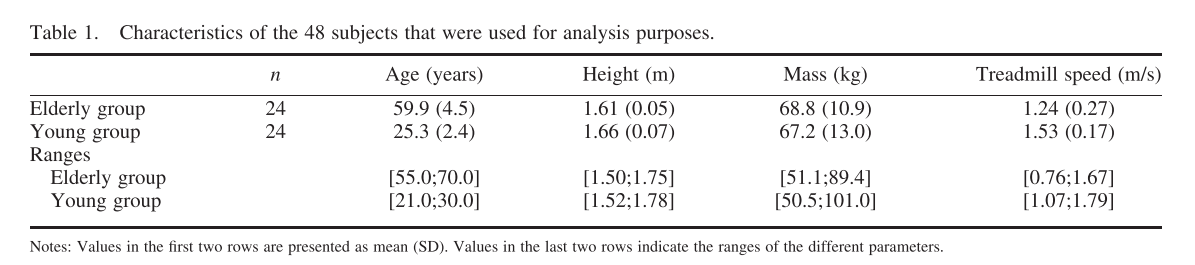 Table 1. Characteristics of the 48 subjects that were used for analysis purposes.
n Age (years) Height (m) Mass (kg) Treadmill speed (m/s)
Elderly group 24 59.9 (4.5) 1.61 (0.05) 68.8 (10.9) 1.24 (0.27)
Young group 24 25.3 (2.4) 1.66 (0.07) 67.2 (13.0) 1.53 (0.17)
Ranges
Elderly group [55.0;70.0] [1.50;1.75] [51.1;89.4] [0.76;1.67]
Young group [21.0;30.0] [1.52;1.78] [50.5;101.0] [1.07;1.79]
Notes: Values in the first two rows are presented as mean (SD). Values in the last two rows indicate the ranges of the different parameters.